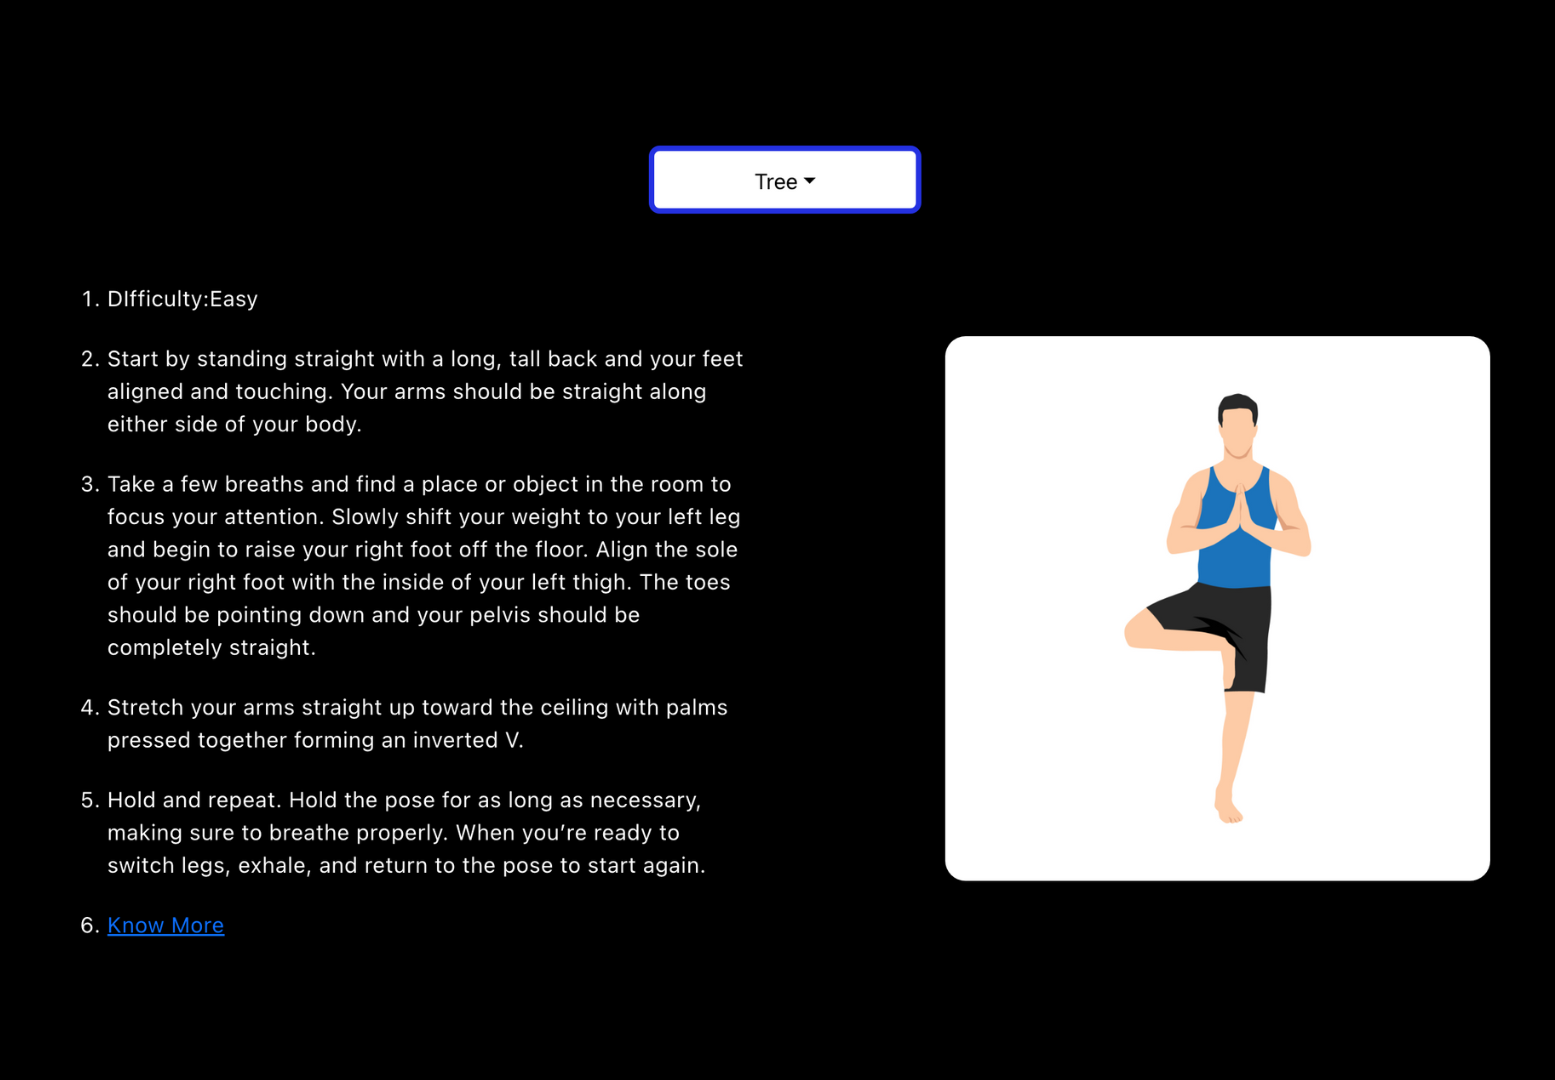 Tree
1. DIfficulty:Easy
2. Start by standing straight with a long, tall back and your feet
aligned and touching. Your arms should be straight along
either side of your body.
3. Take a few breaths and find a place or object in the room to
focus your attention. Slowly shift your weight to your left leg
and begin to raise your right foot off the floor. Align the sole
of your right foot with the inside of your left thigh. The toes
should be pointing down and your pelvis should be
completely straight.
4. Stretch your arms straight up toward the ceiling with palms
pressed together forming an inverted V.
5. Hold and repeat. Hold the pose for as long as necessary,
making sure to breathe properly. When you’re ready to
switch legs, exhale, and return to the pose to start again.
6. Know More